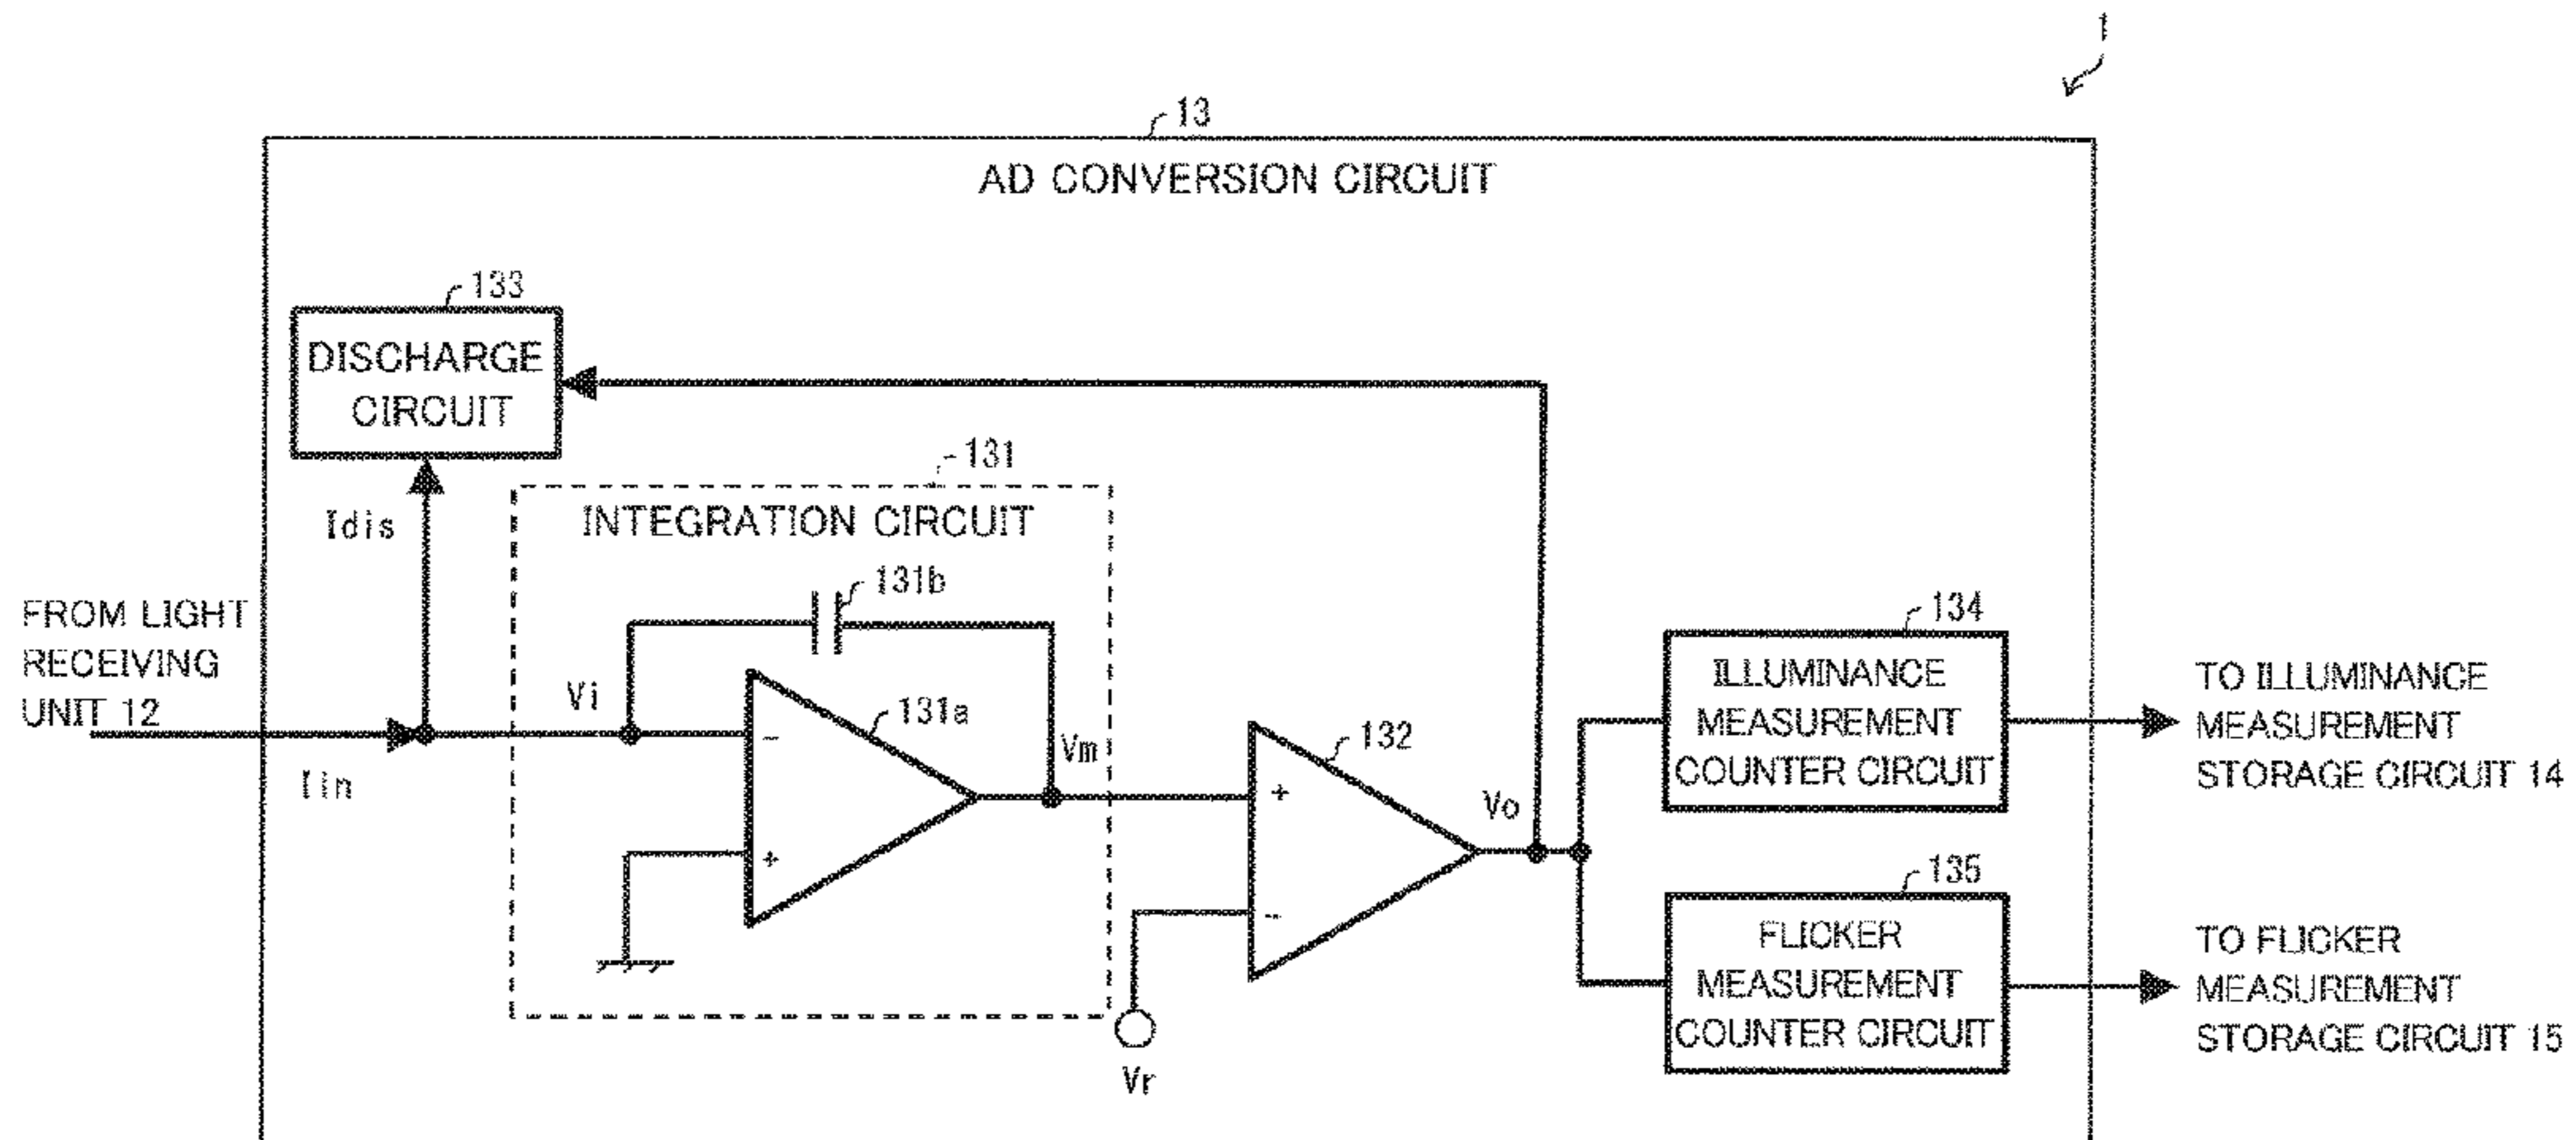 1
13
AD CONVERSION CIRCUIT
133
DISCHARGE
CIRCUIT
Idis
131
INTEGRATION CIRCUIT
131b
FROM LIGHT
RECEIVING
UNIT 12
Iin
Vi
-
+
131a
Vm
132
+
-
Vr
Vo
134
ILLUMINANCE
MEASUREMENT
COUNTER CIRCUIT
TO ILLUMINANCE
MEASUREMENT
STORAGE CIRCUIT 14
135
FLICKER
MEASUREMENT
COUNTER CIRCUIT
TO FLICKER
MEASUREMENT
STORAGE CIRCUIT 15